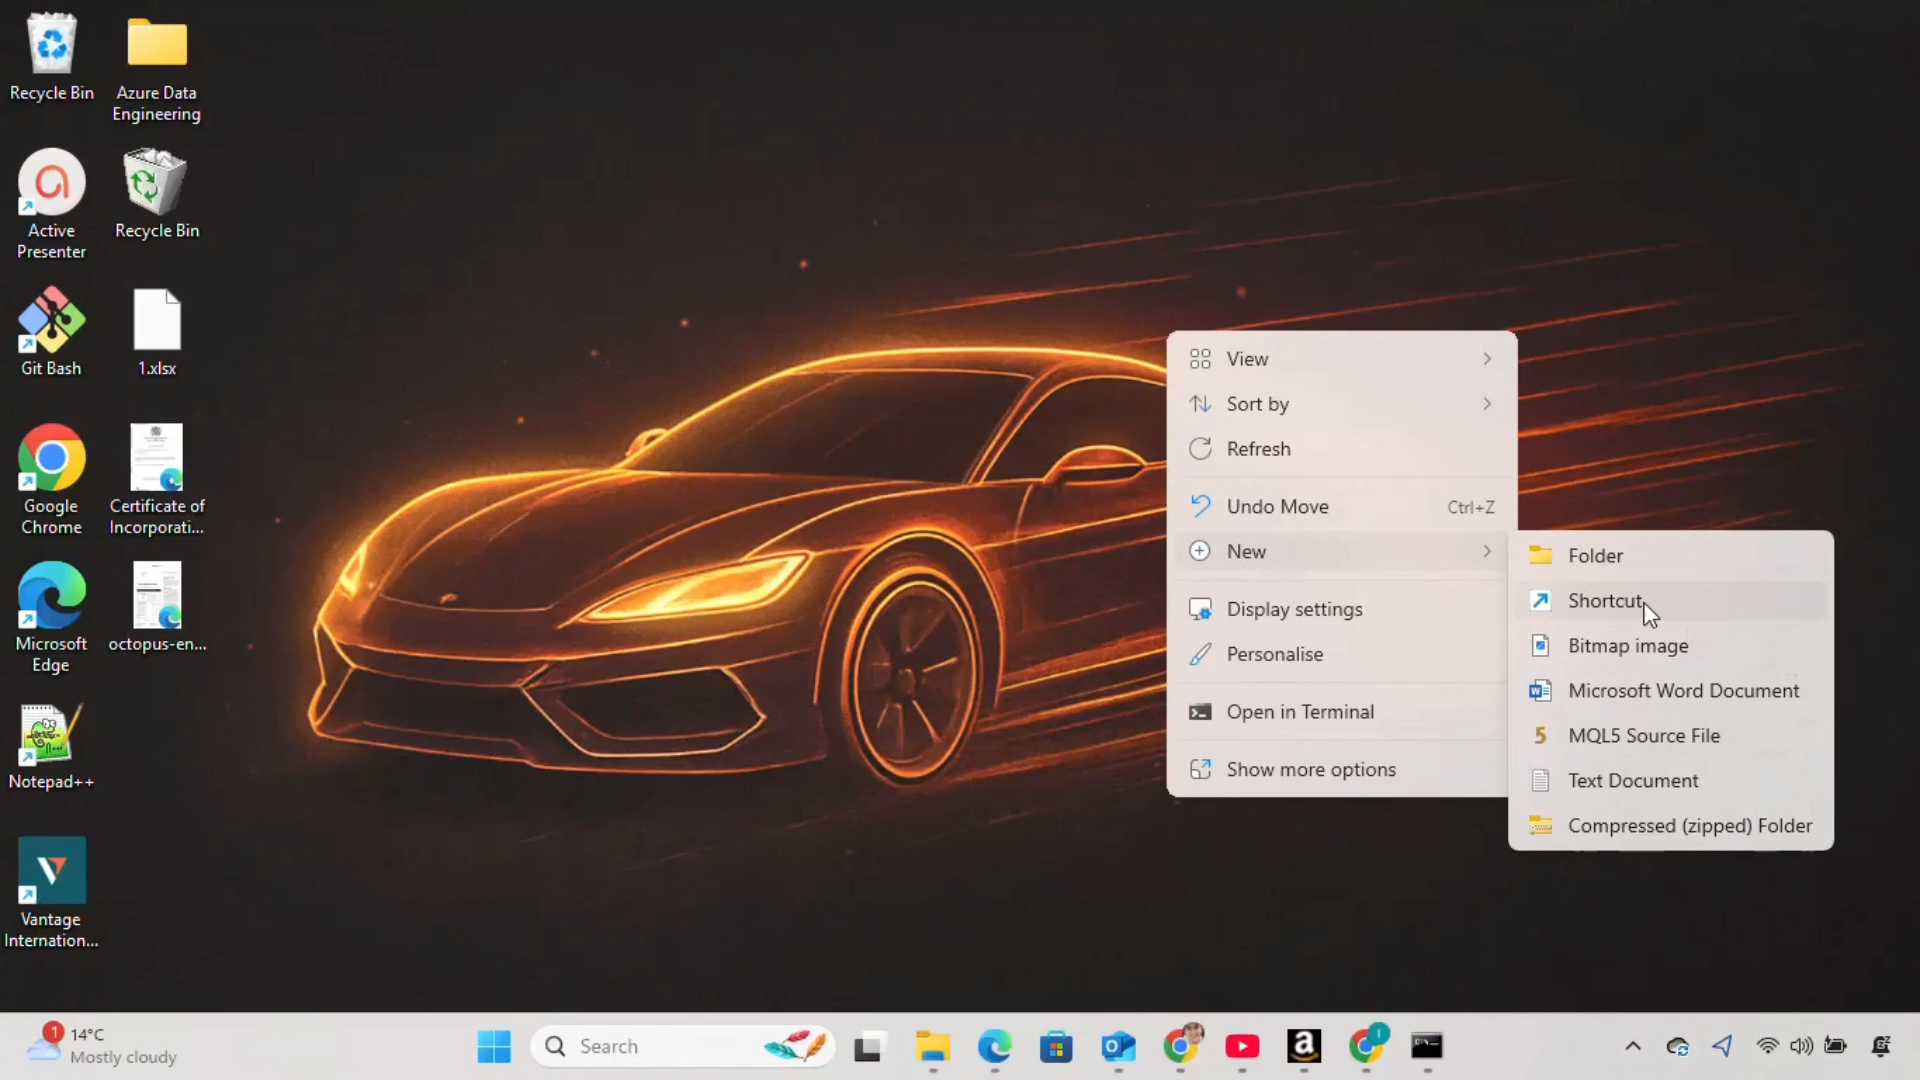 Recycle Bin
Azure Data
Engineering
Active
Presenter
Recycle Bin
Git Bash
1.xlsx
Google
Chrome
Certificate of
Incorporati...
Microsoft
Edge
octopus-en...
Notepad++
Vantage
Internation...
View
Sort by
Refresh
Undo Move
Ctrl+Z
New
Display settings
Personalise
Open in Terminal
Show more options
Folder
Shortcut
Bitmap image
Microsoft Word Document
MQL5 Source File
Text Document
Compressed (zipped) Folder
1
14°C
Mostly cloudy
Search